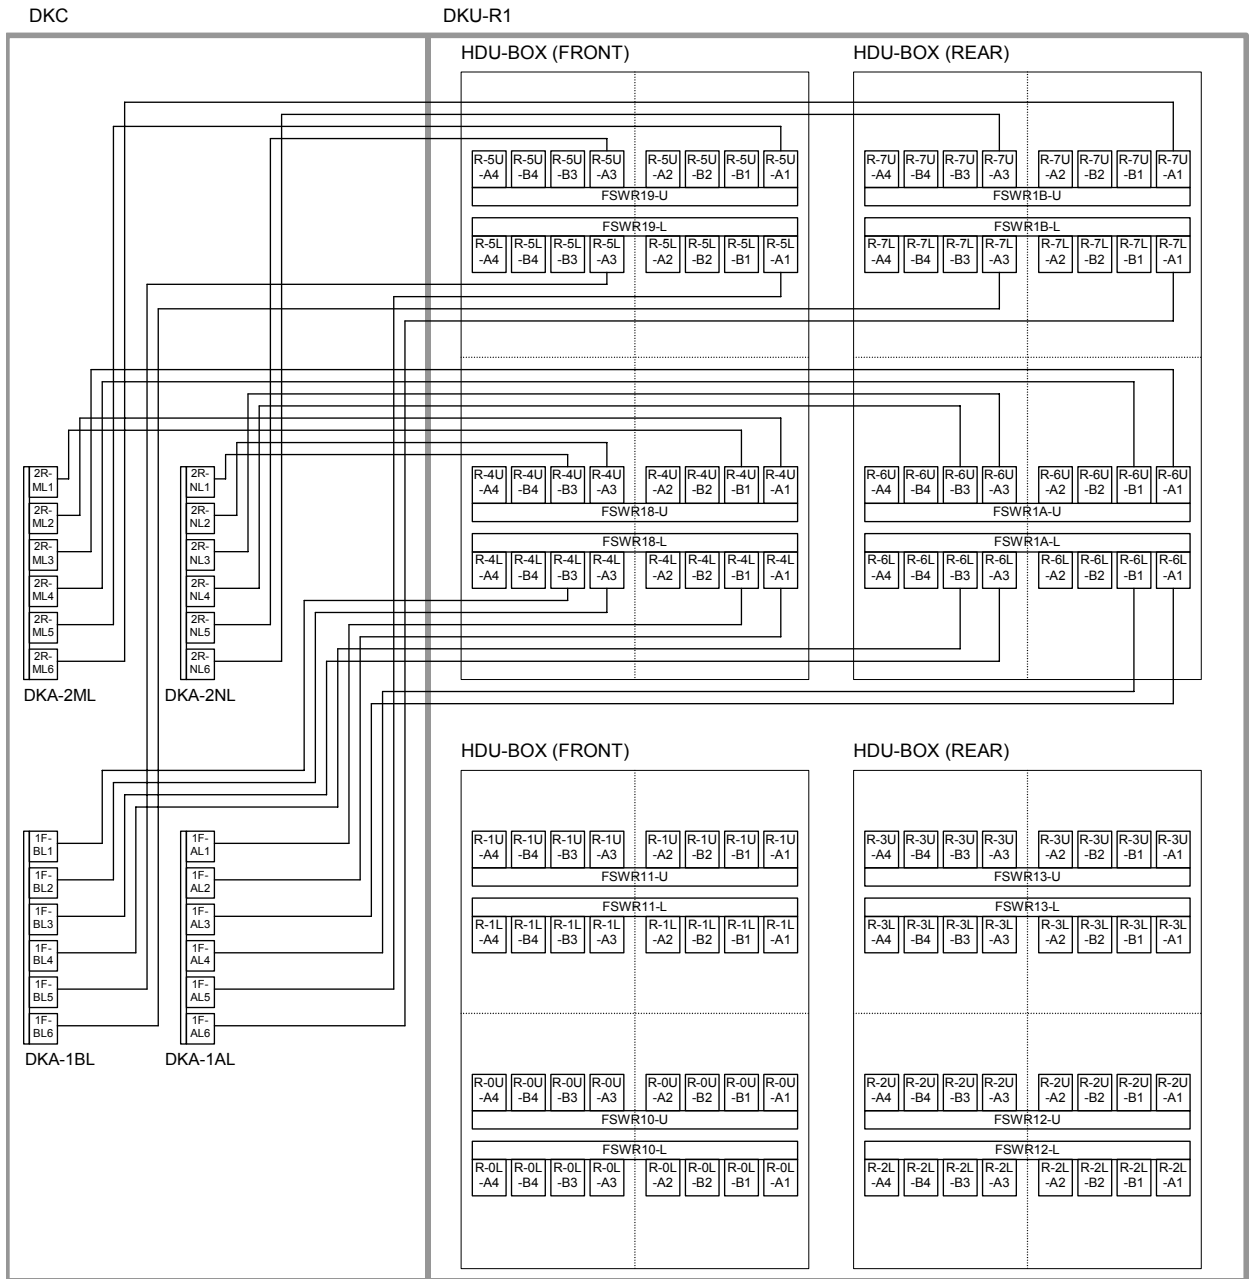 DKC DKU-R1
HDU-BOX (FRONT) HDU-BOX (REAR)
R-5U R-5U R-5U R-5U R-5U R-5U R-5U R-5U R-7U R-7U R-7U R-7U R-7U R-7U R-7U R-7U
-A4 -B4 -B3 -A3 -A2 -B2 -B1 -A1 -A4 -B4 -B3 -A3 -A2 -B2 -B1 -A1
FSWR19-U FSWR1B-U
FSWR19-L FSWR1B-L
R-5L R-5L R-5L R-5L R-5L R-5L R-5L R-5L R-7L R-7L R-7L R-7L R-7L R-7L R-7L R-7L
-A4 -B4 -B3 -A3 -A2 -B2 -B1 -A1 -A4 -B4 -B3 -A3 -A2 -B2 -B1 -A1
2R- 2R- R-4U R-4U R-4U R-4U R-4U R-4U R-4U R-4U R-6U R-6U R-6U R-6U R-6U R-6U R-6U R-6U
ML1 NL1 -A4 -B4 -B3 -A3 -A2 -B2 -B1 -A1 -A4 -B4 -B3 -A3 -A2 -B2 -B1 -A1
2R- 2R- FSWR18-U FSWR1A-U
ML2 NL2
2R- 2R- FSWR18-L FSWR1A-L
ML3 NL3 R-4L R-4L R-4L R-4L R-4L R-4L R-4L R-4L R-6L R-6L R-6L R-6L R-6L R-6L R-6L R-6L
-A4 -B4 -B3 -A3 -A2 -B2 -B1 -A1 -A4 -B4 -B3 -A3 -A2 -B2 -B1 -A1
2R- 2R-
ML4 NL4
2R- 2R-
ML5 NL5
2R- 2R-
ML6 NL6
DKA-2ML DKA-2NL
HDU-BOX (FRONT) HDU-BOX (REAR)
1F- 1F- R-1U R-1U R-1U R-1U R-1U R-1U R-1U R-1U R-3U R-3U R-3U R-3U R-3U R-3U R-3U R-3U
BL1 AL1 -A4 -B4 -B3 -A3 -A2 -B2 -B1 -A1 -A4 -B4 -B3 -A3 -A2 -B2 -B1 -A1
1F- 1F- FSWR11-U FSWR13-U
BL2 AL2
1F- 1F- FSWR11-L FSWR13-L
BL3 AL3 R-1L R-1L R-1L R-1L R-1L R-1L R-1L R-1L R-3L R-3L R-3L R-3L R-3L R-3L R-3L R-3L
-A4 -B4 -B3 -A3 -A2 -B2 -B1 -A1 -A4 -B4 -B3 -A3 -A2 -B2 -B1 -A1
1F- 1F-
BL4 AL4
1F- 1F-
BL5 AL5
1F- 1F-
BL6 AL6
DKA-1BL DKA-1AL
R-0U R-0U R-0U R-0U R-0U R-0U R-0U R-0U R-2U R-2U R-2U R-2U R-2U R-2U R-2U R-2U
-A4 -B4 -B3 -A3 -A2 -B2 -B1 -A1 -A4 -B4 -B3 -A3 -A2 -B2 -B1 -A1
FSWR10-U FSWR12-U
FSWR10-L FSWR12-L
R-0L R-0L R-0L R-0L R-0L R-0L R-0L R-0L R-2L R-2L R-2L R-2L R-2L R-2L R-2L R-2L
-A4 -B4 -B3 -A3 -A2 -B2 -B1 -A1 -A4 -B4 -B3 -A3 -A2 -B2 -B1 -A1